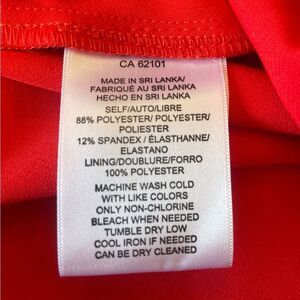 CA 62101
MADE IN SRI LANKA/
FABRIQUÉ AU SRI LANKA
HECHO EN SRI LANKA
SELF/AUTO/LIBRE
88% POLYESTER/ POLYESTER/
POLIESTER
12% SPANDEX / ÉLASTHANNE/
ELASTANO
LINING/DOUBLURE/FORRO
100% POLYESTER
MACHINE WASH COLD
WITH LIKE COLORS
ONLY NON-CHLORINE
BLEACH WHEN NEEDED
TUMBLE DRY LOW
COOL IRON IF NEEDED
CAN BE DRY CLEANED